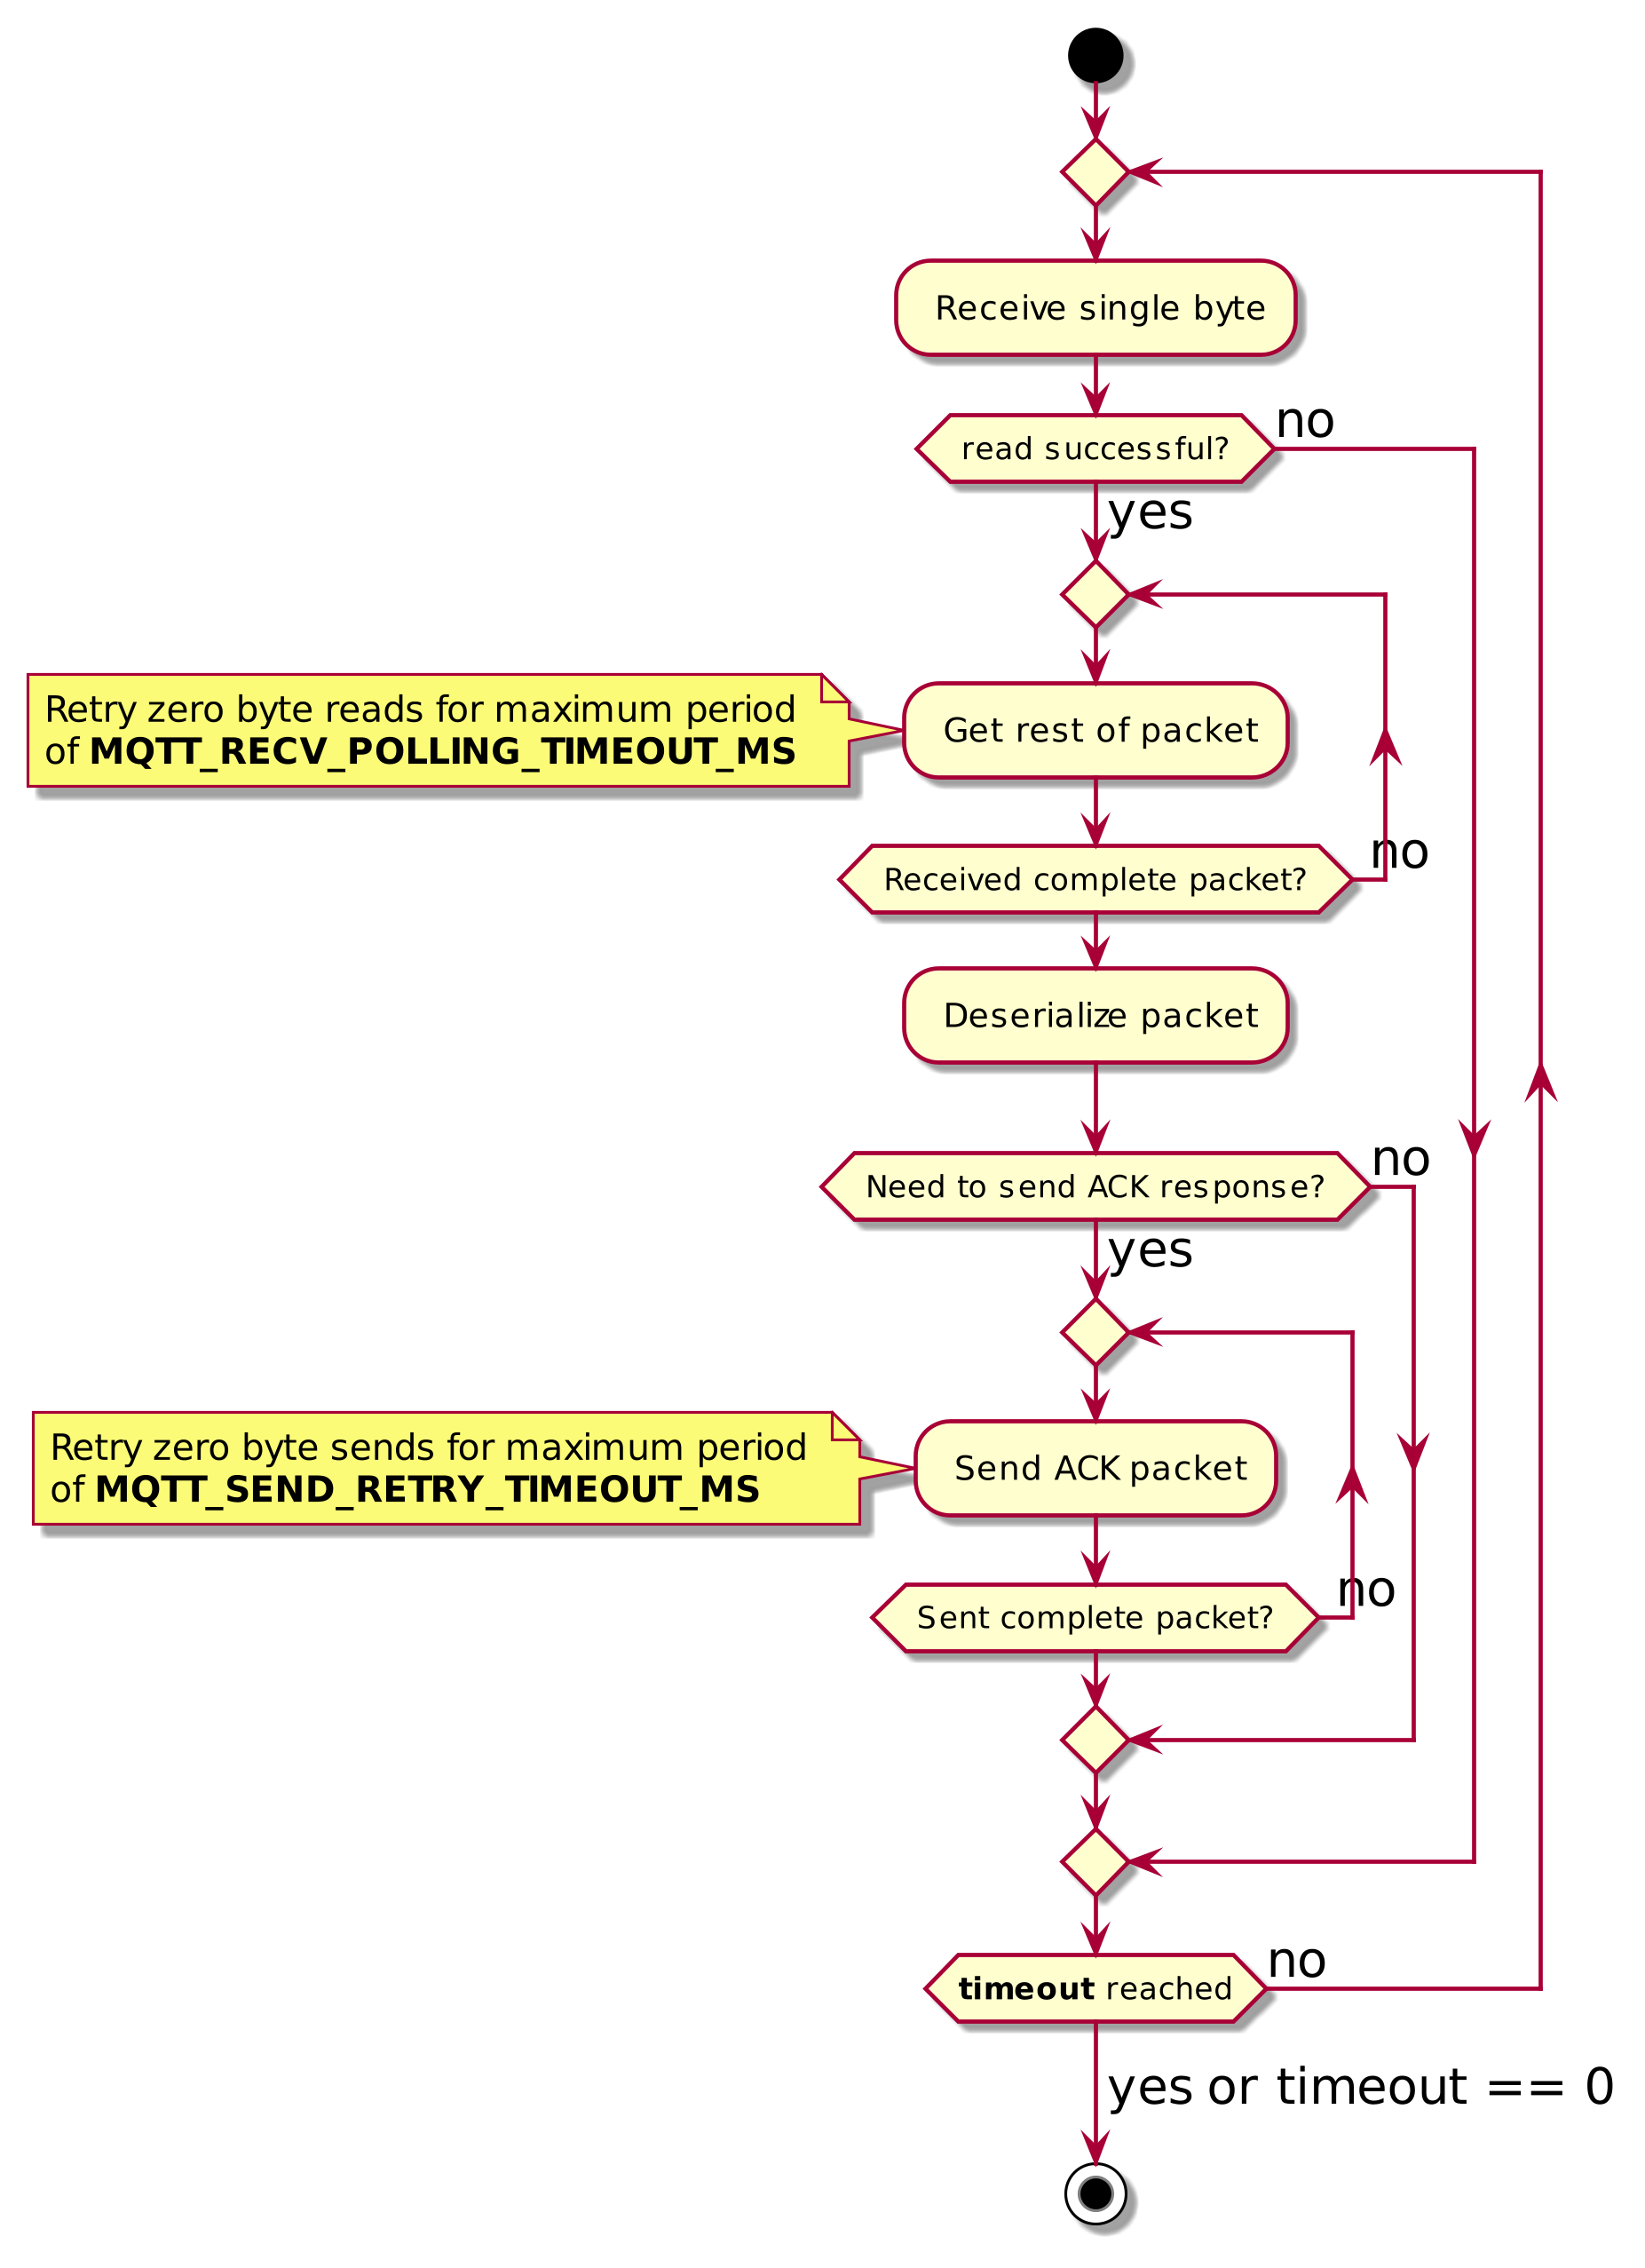 Receive single byte
no
read successful?
yes
Retry zero byte reads for maximum period
of MQTT_RECV_POLLING_TIMEOUT_MS
Get rest of packet
no
Received complete packet?
Deserialize packet
no
Need to send ACK response?
yes
Retry zero byte sends for maximum period
of MQTT_SEND_RETRY_TIMEOUT_MS
Send ACK packet
no
Sent complete packet?
no
timeout reached
yes or timeout == 0